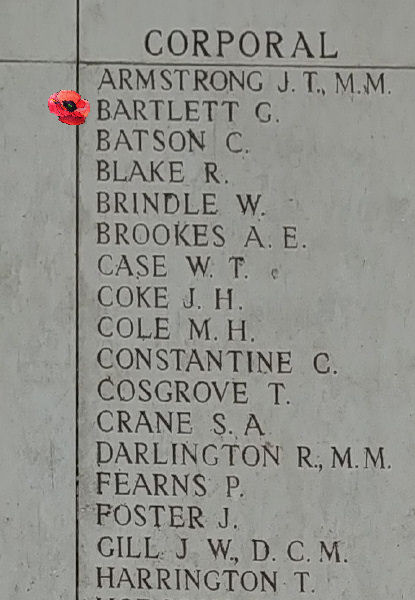 CORPORAL
ARMSTRONG J. T., M.M.
BARTLETT G.
BATSON C.
BLAKE R.
BRINDLE W.
BROOKES A. E.
CASE W. T.
COKE J. H.
COLE M. H.
CONSTANTINE C.
COSGROVE T.
CRANE S. A.
DARLINGTON R., M.M.
FEARNS P.
FOSTER J.
GILL J. W., D.C.M.
HARRINGTON T.